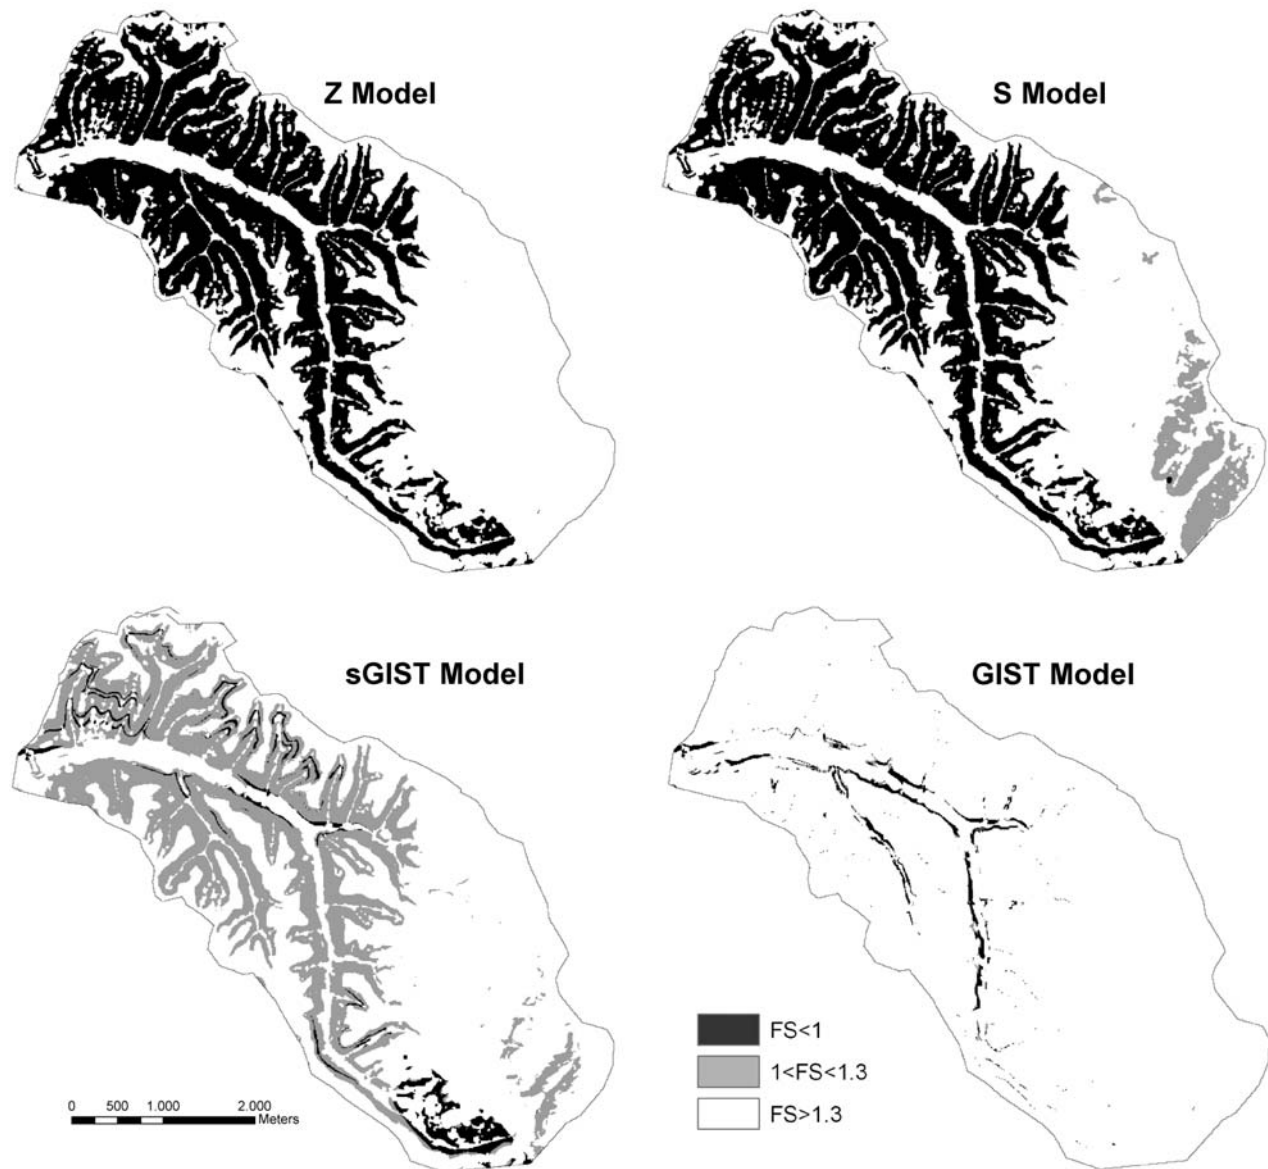 Z Model
S Model
sGIST Model
GIST Model
FS<1
1<FS<1.3
FS>1.3
0 500 1.000 2.000
Meters